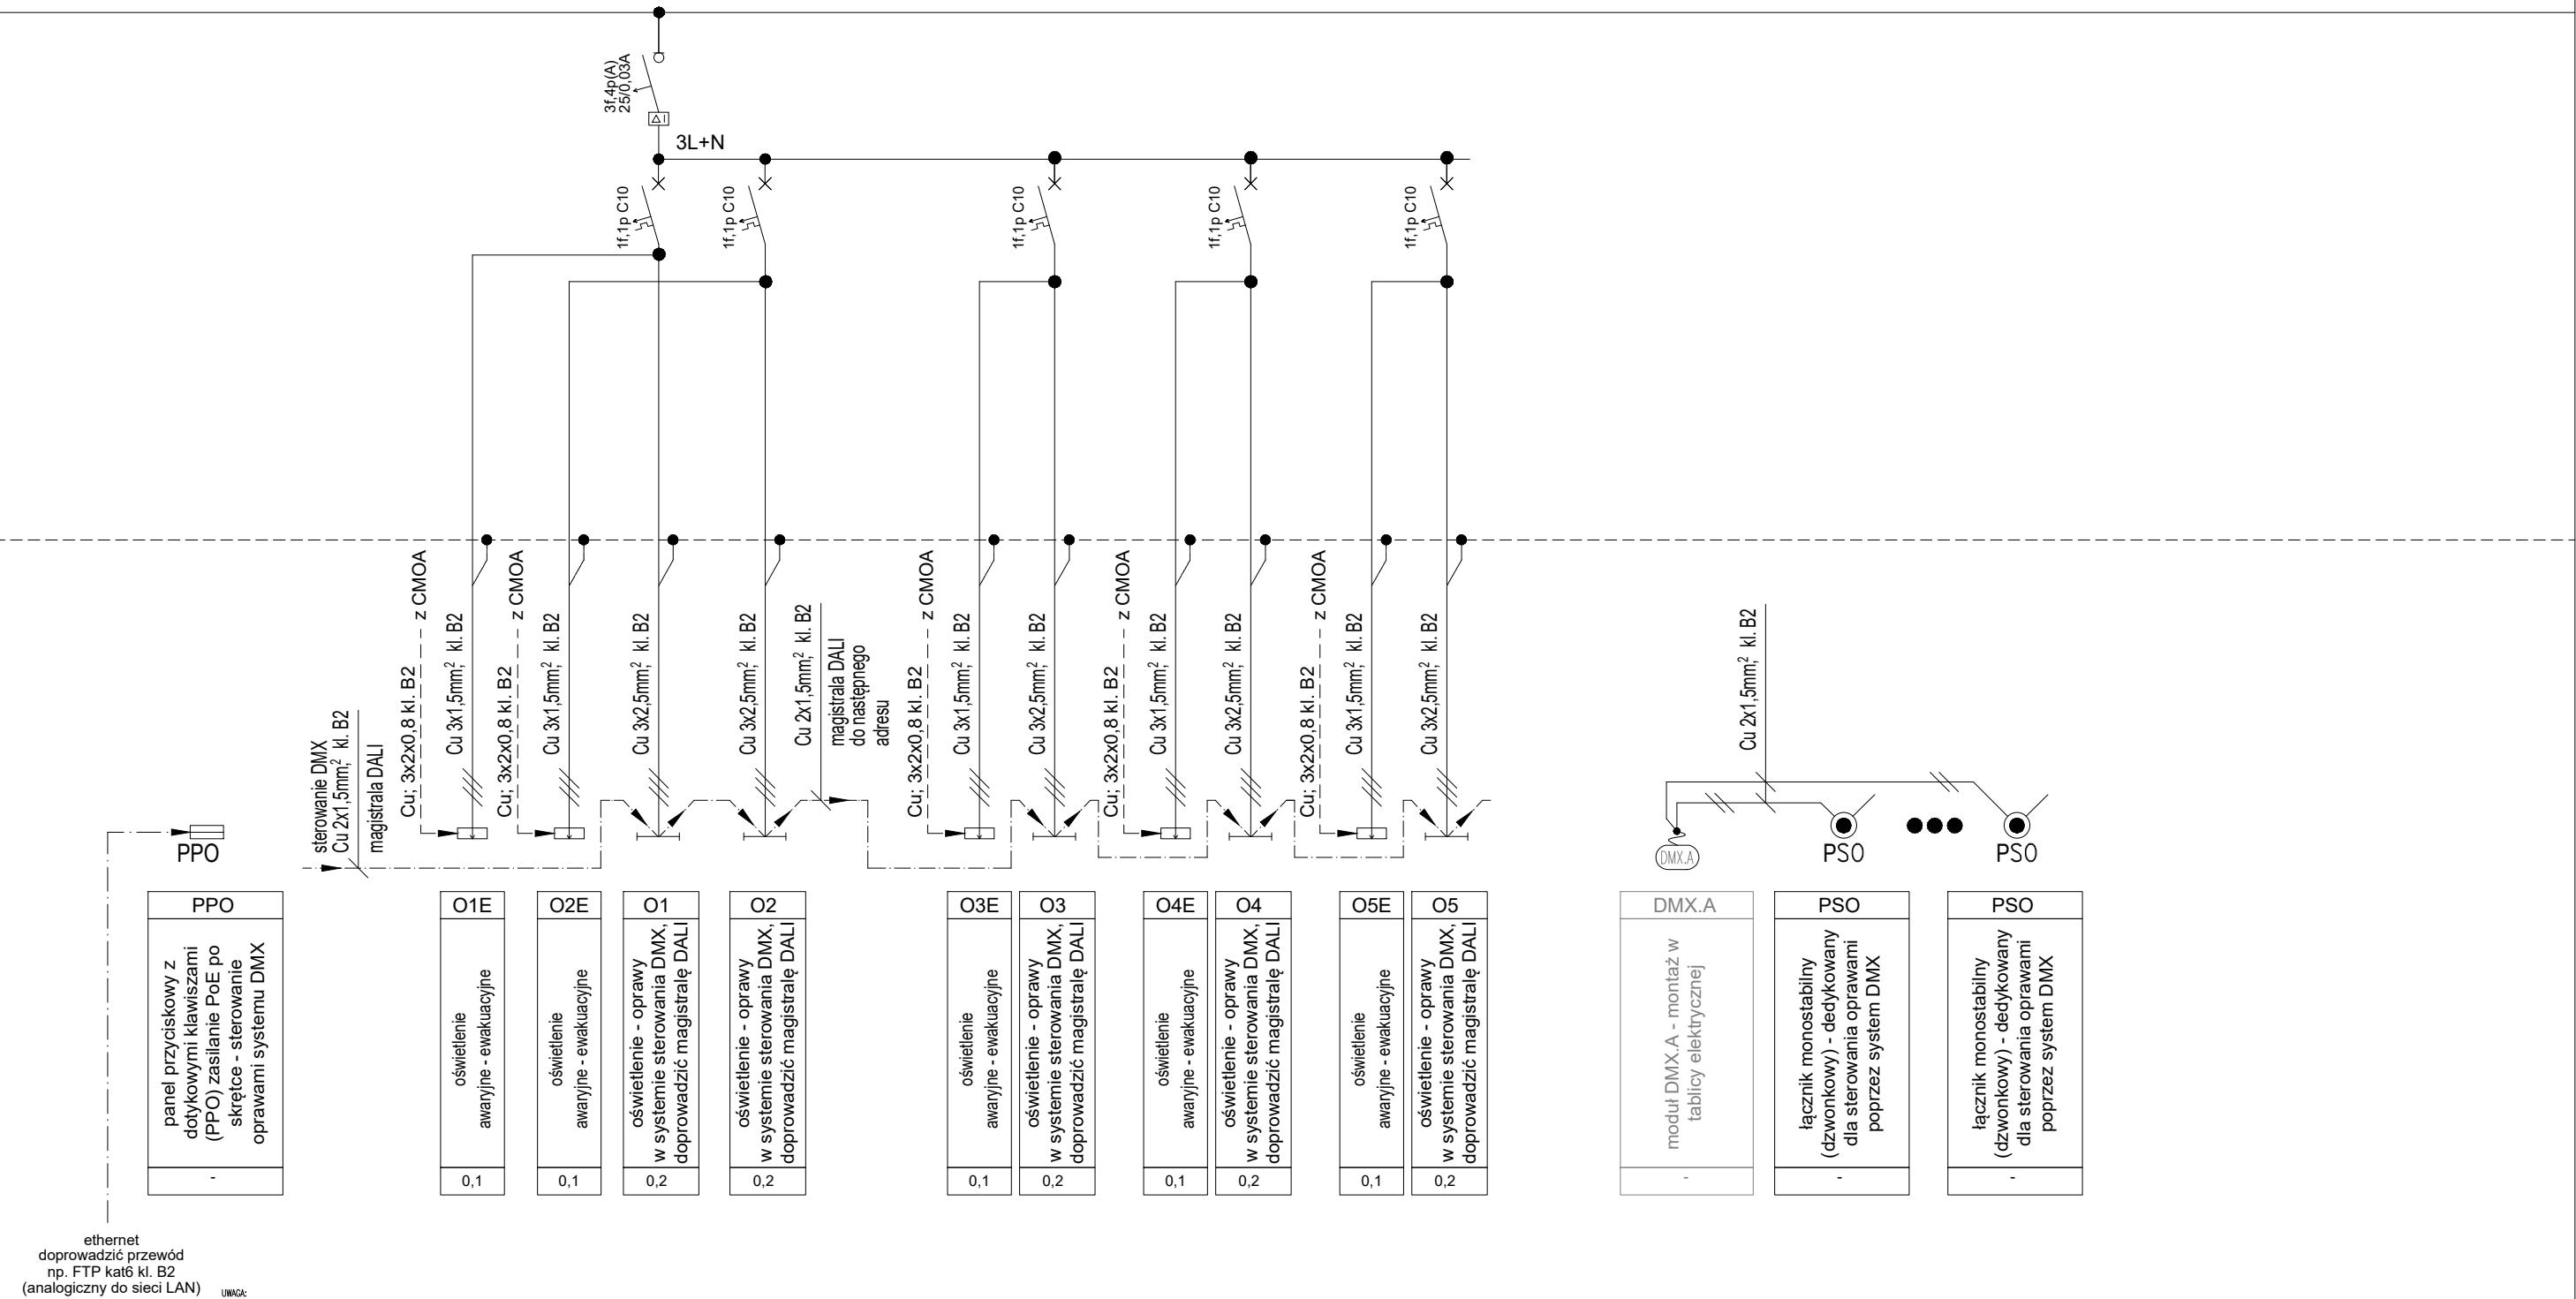 3f,4p(A)
25/0,03A
3L+N
1f,1p C10
1f,1p C10
1f,1p C10
1f,1p C10
1f,1p C10
sterowanie DMX
Cu 2x1,5mm², kl. B2
magistrala DALI
Cu; 3x2x0,8 kl. B2
z CMOA
Cu 3x1,5mm², kl. B2
Cu; 3x2x0,8 kl. B2
z CMOA
Cu 3x1,5mm², kl. B2
Cu 3x2,5mm², kl. B2
Cu 3x2,5mm², kl. B2
Cu 2x1,5mm², kl. B2
magistrala DALI
do następnego
adresu
Cu; 3x2x0,8 kl. B2
z CMOA
Cu 3x1,5mm², kl. B2
Cu 3x2,5mm², kl. B2
Cu; 3x2x0,8 kl. B2
z CMOA
Cu 3x1,5mm², kl. B2
Cu 3x2,5mm², kl. B2
Cu; 3x2x0,8 kl. B2
z CMOA
Cu 3x1,5mm², kl. B2
Cu 3x2,5mm², kl. B2
Cu 2x1,5mm², kl. B2
PPO
DMX.A
PSO
PSO
PPO
panel przyciskowy z
dotykowymi klawiszami
(PPO) zasilanie PoE po
skrętce - sterowanie
oprawami systemu DMX
-
O1E
oświetlenie
awaryjne - ewakuacyjne
0,1
O2E
oświetlenie
awaryjne - ewakuacyjne
0,1
O1
oświetlenie - oprawy
w systemie sterowania DMX,
doprowadzić magistralę DALI
0,2
O2
oświetlenie - oprawy
w systemie sterowania DMX,
doprowadzić magistralę DALI
0,2
O3E
oświetlenie
awaryjne - ewakuacyjne
0,1
O3
oświetlenie - oprawy
w systemie sterowania DMX,
doprowadzić magistralę DALI
0,2
O4E
oświetlenie
awaryjne - ewakuacyjne
0,1
O4
oświetlenie - oprawy
w systemie sterowania DMX,
doprowadzić magistralę DALI
0,2
O5E
oświetlenie
awaryjne - ewakuacyjne
0,1
O5
oświetlenie - oprawy
w systemie sterowania DMX,
doprowadzić magistralę DALI
0,2
DMX.A
moduł DMX.A - montaż w
tablicy elektrycznej
-
PSO
łącznik monostabilny
(dzwonkowy) - dedykowany
dla sterowania oprawami
poprzez system DMX
-
PSO
łącznik monostabilny
(dzwonkowy) - dedykowany
dla sterowania oprawami
poprzez system DMX
-
ethernet
doprowadzić przewód
np. FTP kat6 kl. B2
(analogiczny do sieci LAN)
UWAGA: